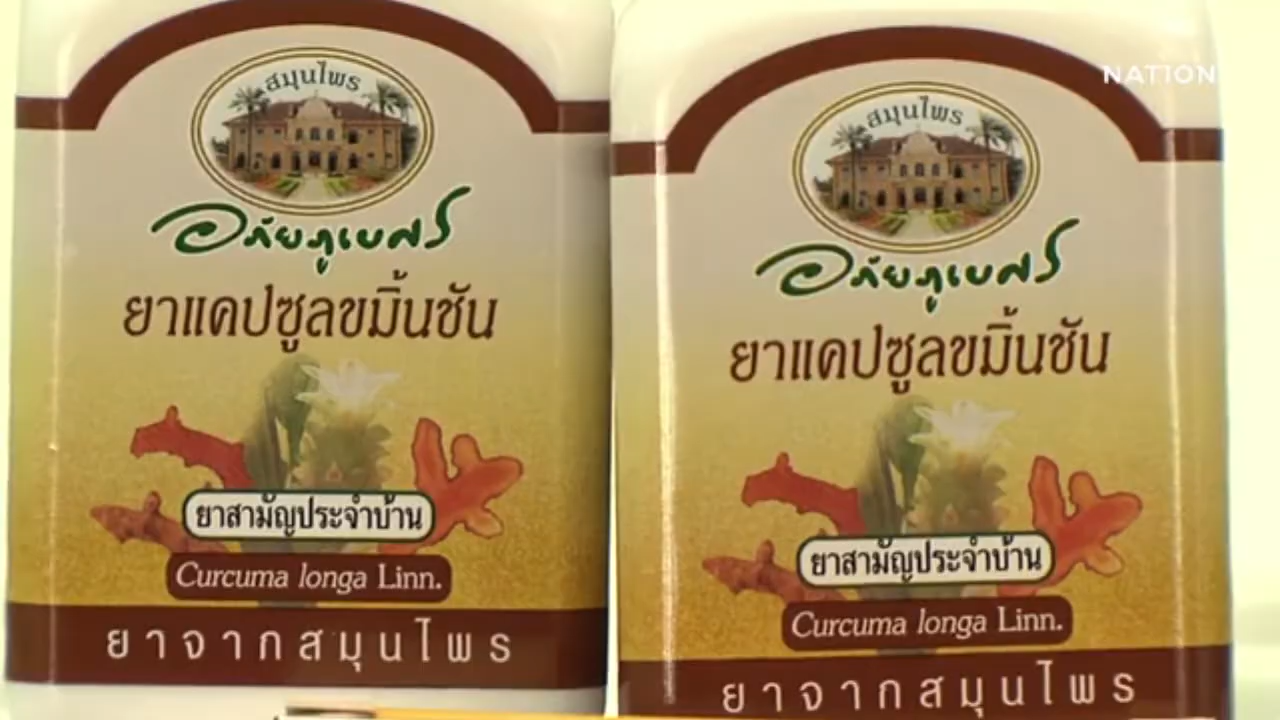 สมุนไพร
อภัยภูเบศร
ยาแคปซูลขมิ้นชัน
ยาสามัญประจำบ้าน
Curcuma longa Linn.
ยาจากสมุนไพร
NATION
สมุนไพร
อภัยภูเบศร
ยาแคปซูลขมิ้นชัน
ยาสามัญประจำบ้าน
Curcuma longa Linn.
ยาจากสมุนไพร